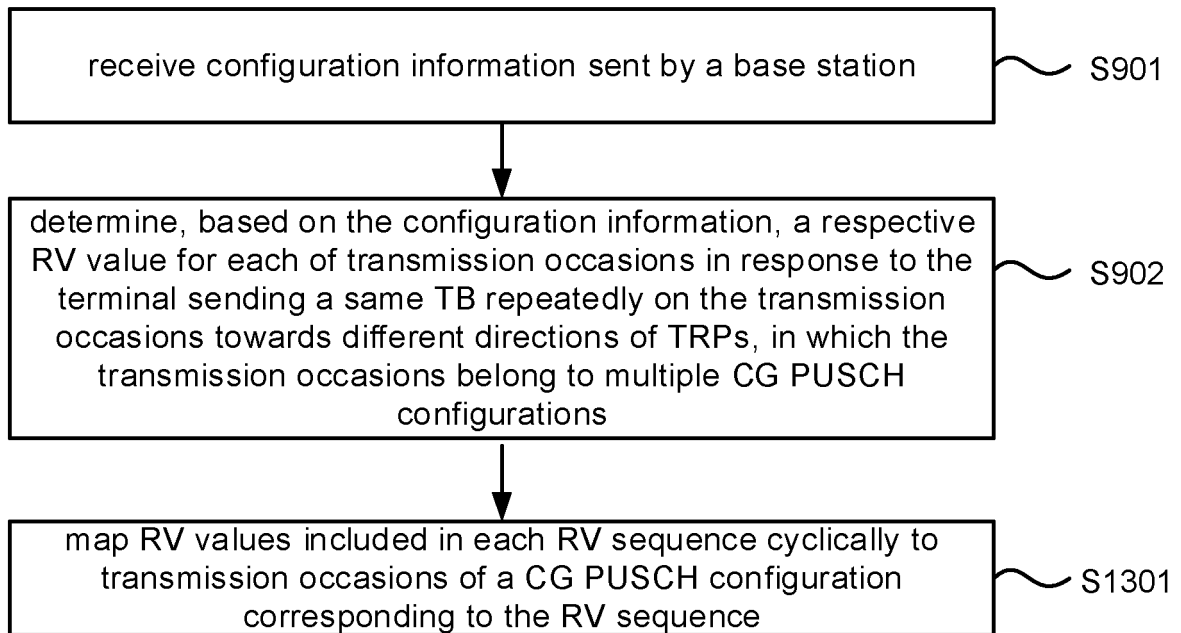 receive configuration information sent by a base station
S901
determine, based on the configuration information, a respective
RV value for each of transmission occasions in response to the
terminal sending a same TB repeatedly on the transmission
occasions towards different directions of TRPs, in which the
transmission occasions belong to multiple CG PUSCH
configurations
S902
map RV values included in each RV sequence cyclically to
transmission occasions of a CG PUSCH configuration
corresponding to the RV sequence
S1301